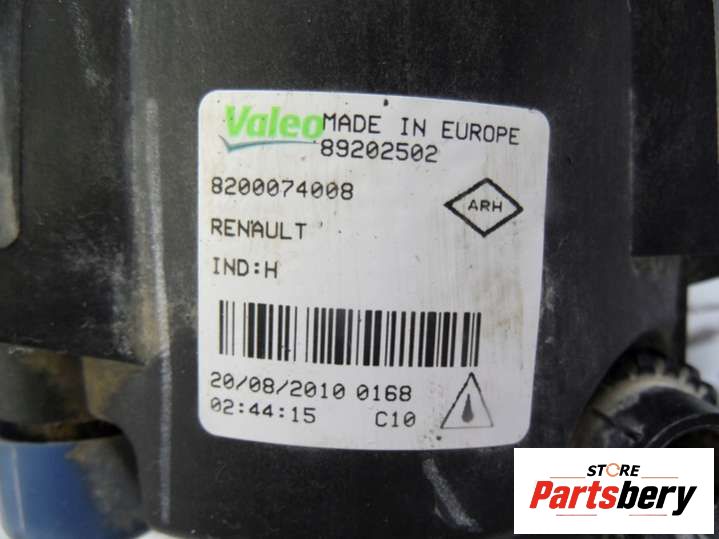 Valeo MADE IN EUROPE
89202502
8200074008
ARH
RENAULT
IND:H
20/08/2010 0168
02:44:15 C10
STORE
Partsbery